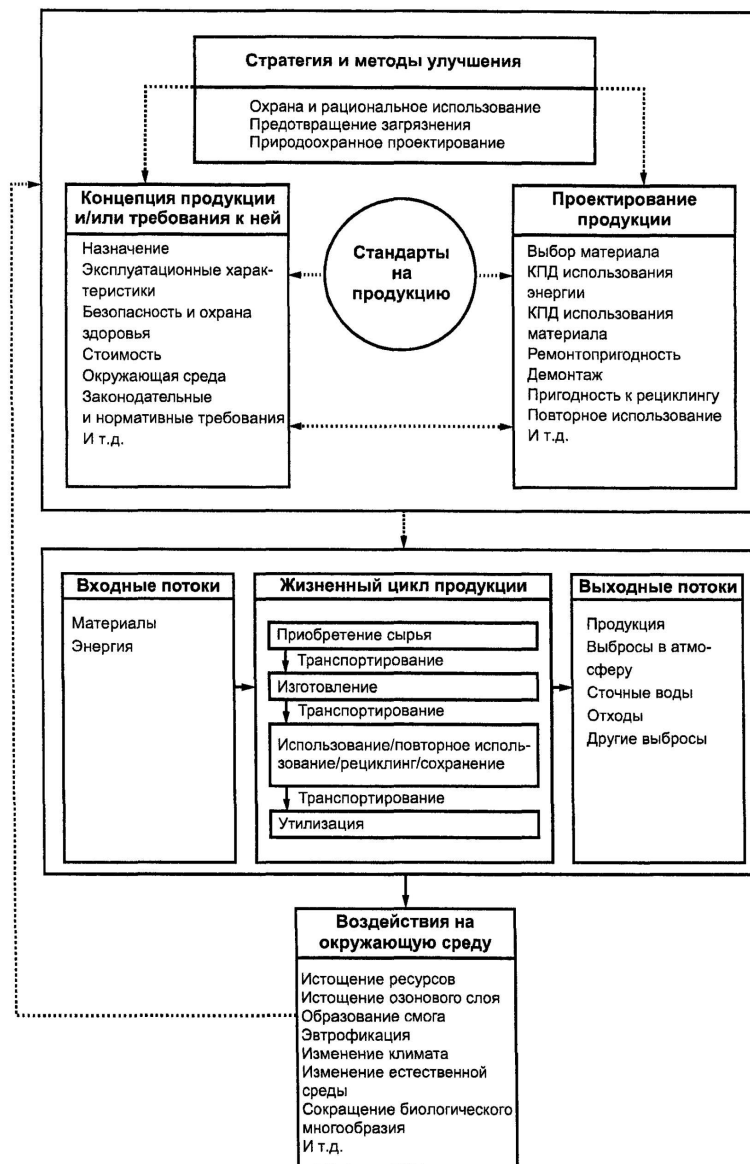 Стратегия и методы улучшения
Охрана и рациональное использование
Предотвращение загрязнения
Природоохранное проектирование
Концепция продукции
и/или требования к ней
Назначение
Эксплуатационные харак-
теристики
Безопасность и охрана
здоровья
Стоимость
Окружающая среда
Законодательные
и нормативные требования
И т.д.
Стандарты
на
продукцию
Проектирование
продукции
Выбор материала
КПД использования
энергии
КПД использования
материала
Ремонтопригодность
Демонтаж
Пригодность к рециклингу
Повторное использование
И т.д.
Входные потоки
Материалы
Энергия
Жизненный цикл продукции
Приобретение сырья
Транспортирование
Изготовление
Транспортирование
Использование/повторное исполь-
зование/рециклинг/сохранение
Транспортирование
Утилизация
Выходные потоки
Продукция
Выбросы в атмо-
сферу
Сточные воды
Отходы
Другие выбросы
Воздействия на
окружающую среду
Истощение ресурсов
Истощение озонового слоя
Образование смога
Эвтрофикация
Изменение климата
Изменение естественной
среды
Сокращение биологического
многообразия
И т.д.